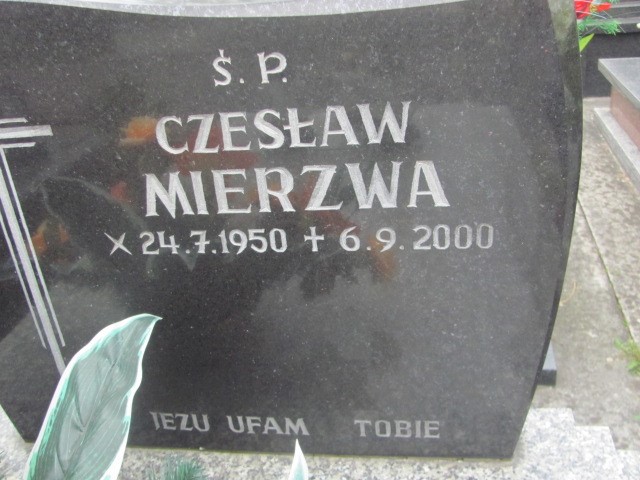 Ś.P.
CZESŁAW
MIERZWA
× 24.7.1950 + 6.9.2000
JEZU UFAM TOBIE